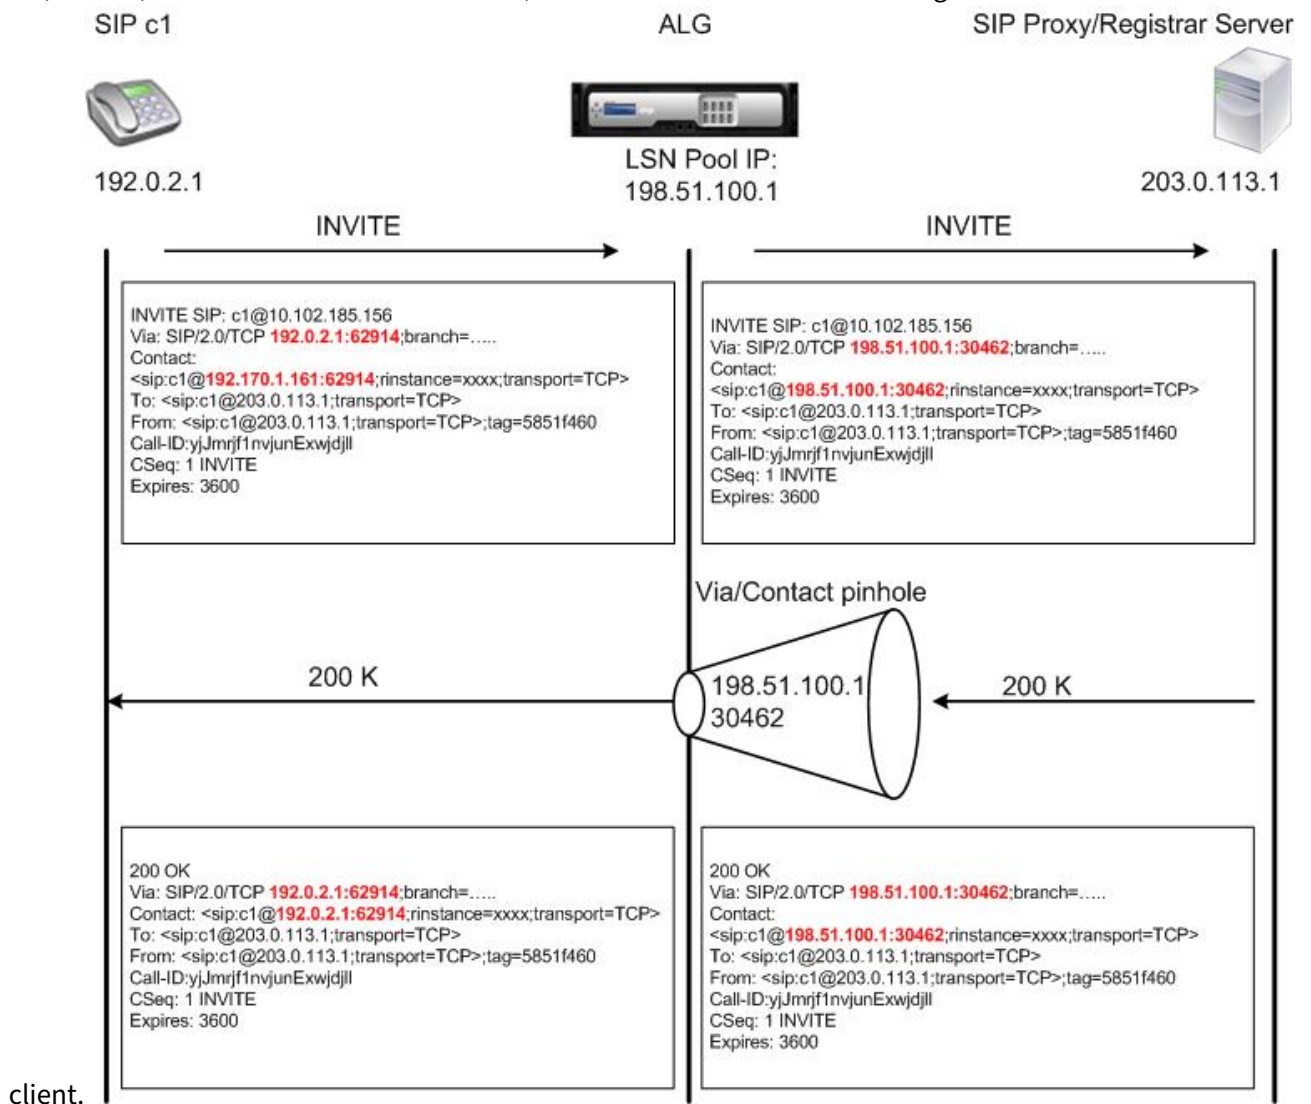 SIP c1
ALG
SIP Proxy/Registrar Server
LSN Pool IP:
192.0.2.1
198.51.100.1
203.0.113.1
INVITE
INVITE
INVITE SIP: c1@10.102.185.156
Via: SIP/2.0/TCP 192.0.2.1:62914;branch=.....
Contact:
<sip:c1@192.170.1.161:62914;rinstance=xxxx;transport=TCP>
To: <sip:c1@203.0.113.1;transport=TCP>
From: <sip:c1@203.0.113.1;transport=TCP>;tag=5851f460
Call-ID:yjJmrjf1nvjunExwjdjll
CSeq: 1 INVITE
Expires: 3600
INVITE SIP: c1@10.102.185.156
Via: SIP/2.0/TCP 198.51.100.1:30462;branch=.....
Contact:
<sip:c1@198.51.100.1:30462;rinstance=xxxx;transport=TCP>
To: <sip:c1@203.0.113.1;transport=TCP>
From: <sip:c1@203.0.113.1;transport=TCP>;tag=5851f460
Call-ID:yjJmrjf1nvjunExwjdjll
CSeq: 1 INVITE
Expires: 3600
Via/Contact pinhole
200 K
198.51.100.1
30462
200 K
200 OK
Via: SIP/2.0/TCP 192.0.2.1:62914;branch=.....
Contact: <sip:c1@192.0.2.1:62914;rinstance=xxxx;transport=TCP>
To: <sip:c1@203.0.113.1;transport=TCP>
From: <sip:c1@203.0.113.1;transport=TCP>;tag=5851f460
Call-ID:yjJmrjf1nvjunExwjdjll
CSeq: 1 INVITE
Expires: 3600
200 OK
Via: SIP/2.0/TCP 198.51.100.1:30462;branch=.....
Contact:
<sip:c1@198.51.100.1:30462;rinstance=xxxx;transport=TCP>
To: <sip:c1@203.0.113.1;transport=TCP>
From: <sip:c1@203.0.113.1;transport=TCP>;tag=5851f460
Call-ID:yjJmrjf1nvjunExwjdjll
CSeq: 1 INVITE
Expires: 3600
client.